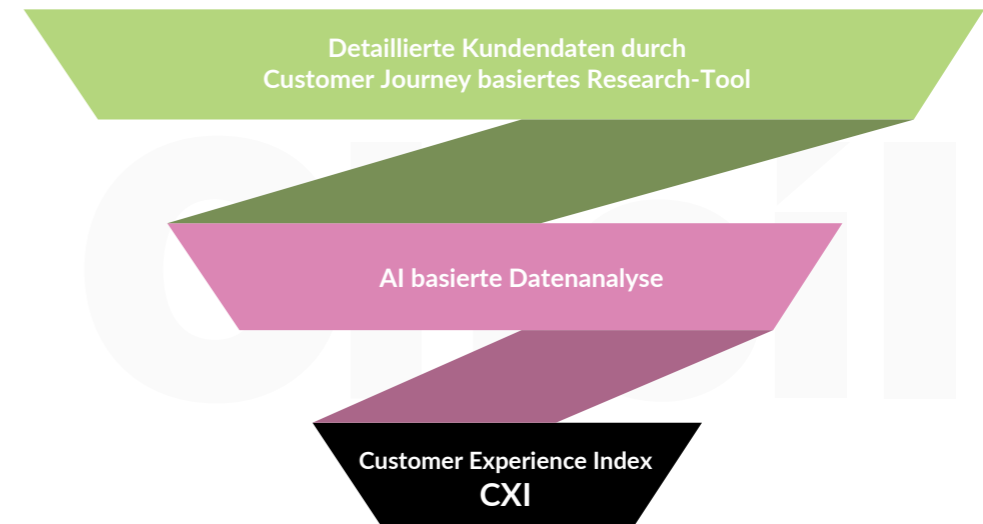 Detaillierte Kundendaten durch
Customer Journey basiertes Research-Tool
AI basierte Datenanalyse
Customer Experience Index
CXI